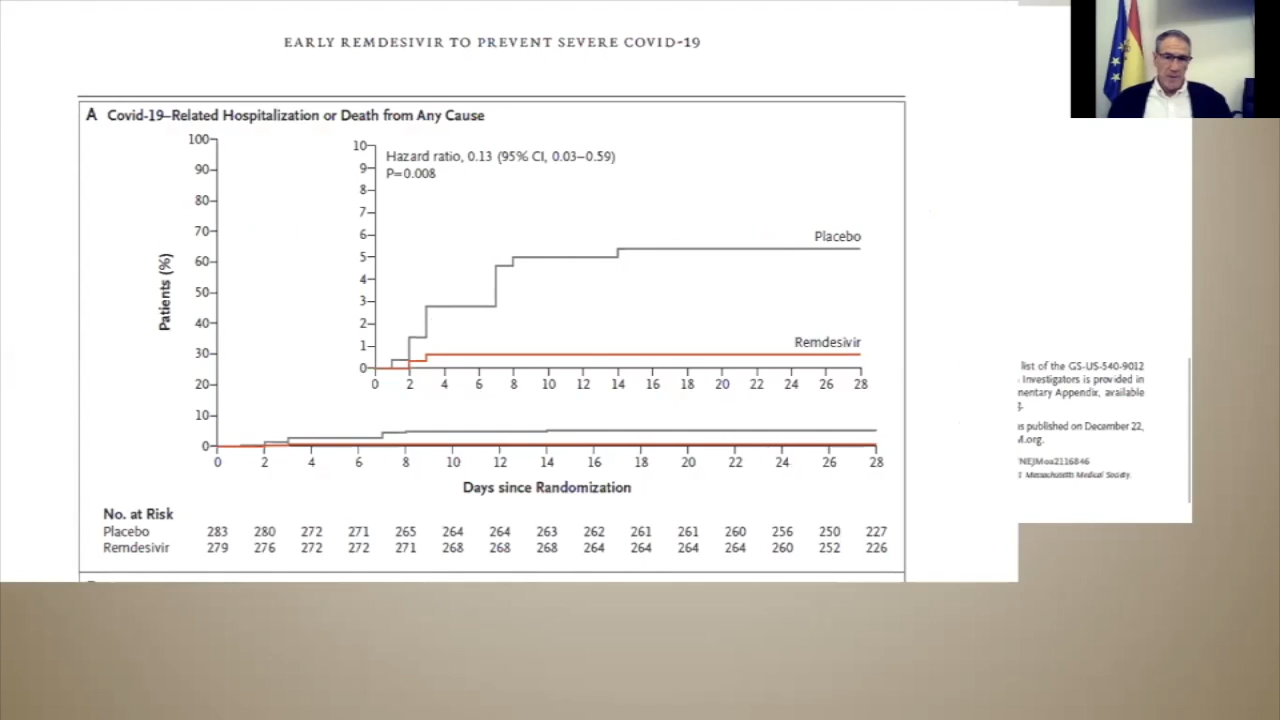 EARLY REMDESIVIR TO PREVENT SEVERE COVID-19
A Covid-19–Related Hospitalization or Death from Any Cause
100
90
80
70
60
50
40
30
20
10
0
Patients (%)
10
9
8
7
6
5
4
3
2
1
0
Hazard ratio, 0.13 (95% CI, 0.03–0.59)
P=0.008
Placebo
Remdesivir
0 2 4 6 8 10 12 14 16 18 20 22 24 26 28
0 2 4 6 8 10 12 14 16 18 20 22 24 26 28
Days since Randomization
No. at Risk
Placebo 283 280 272 271 265 264 264 263 262 261 261 260 256 250 227
Remdesivir 279 276 272 272 271 268 268 268 264 264 264 264 260 252 226
list of the GS-US-540-9012
Investigators is provided in
mentary Appendix, available
s published on December 22,
M.org.
NEJMoa2116846
Massachusetts Medical Society.